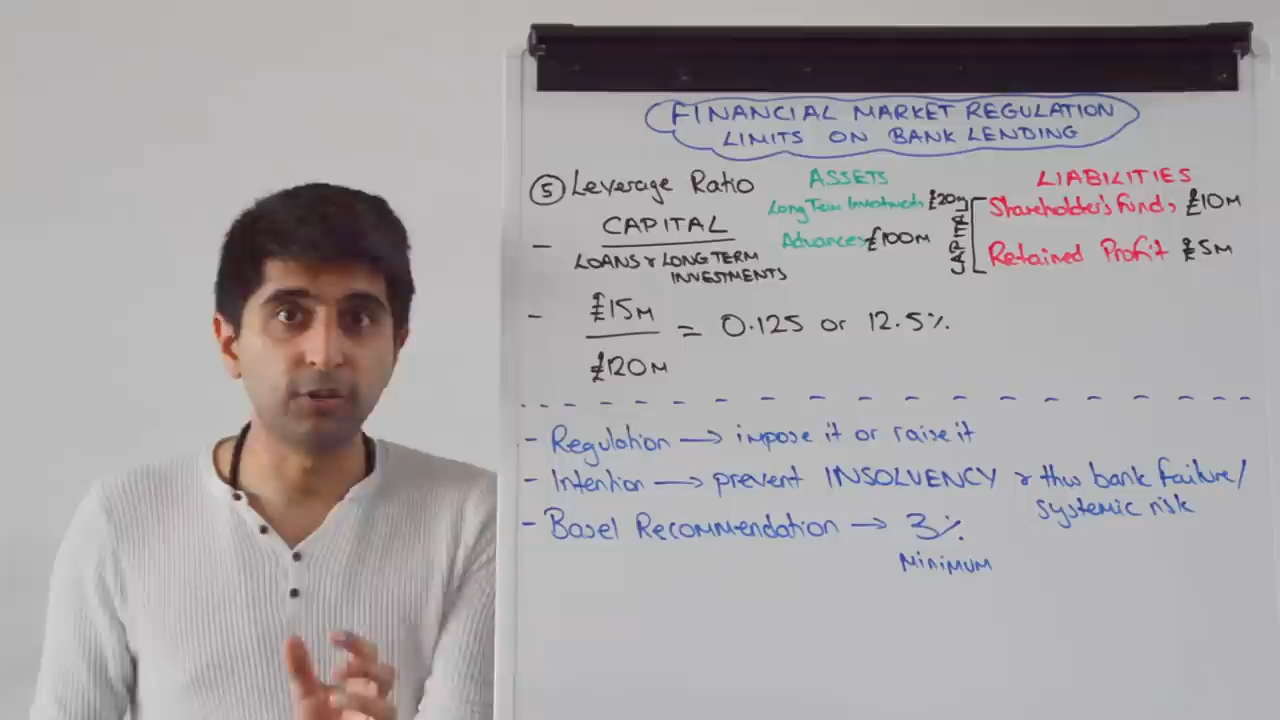 FINANCIAL MARKET REGULATION
LIMITS ON BANK LENDING
⑤ Leverage Ratio
- CAPITAL
LOANS & LONG TERM
INVESTMENTS
ASSETS
Long Term Investments £20M
Advances £100M
LIABILITIES
CAPITAL
Shareholder's Funds £10M
Retained Profit £5M
- £15M
£120M
= 0.125 or 12.5%
- Regulation → impose it or raise it
- Intention → prevent INSOLVENCY & thus bank failure/
systemic risk
- Basel Recommendation → 3%
MINIMUM